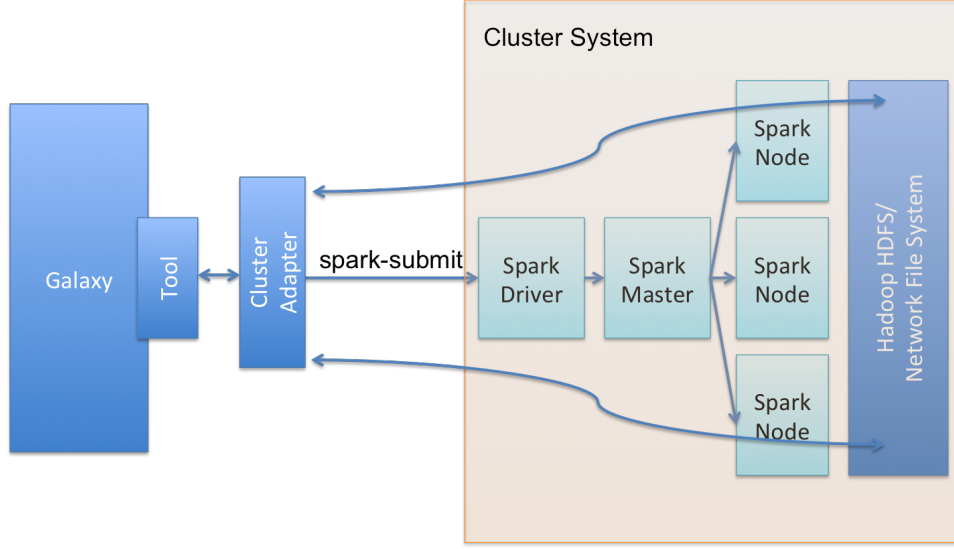 Cluster System
Galaxy
Tool
Cluster
Adapter
spark-submit
Spark
Driver
Spark
Master
Spark
Node
Spark
Node
Spark
Node
Hadoop HDFS/
Network File System